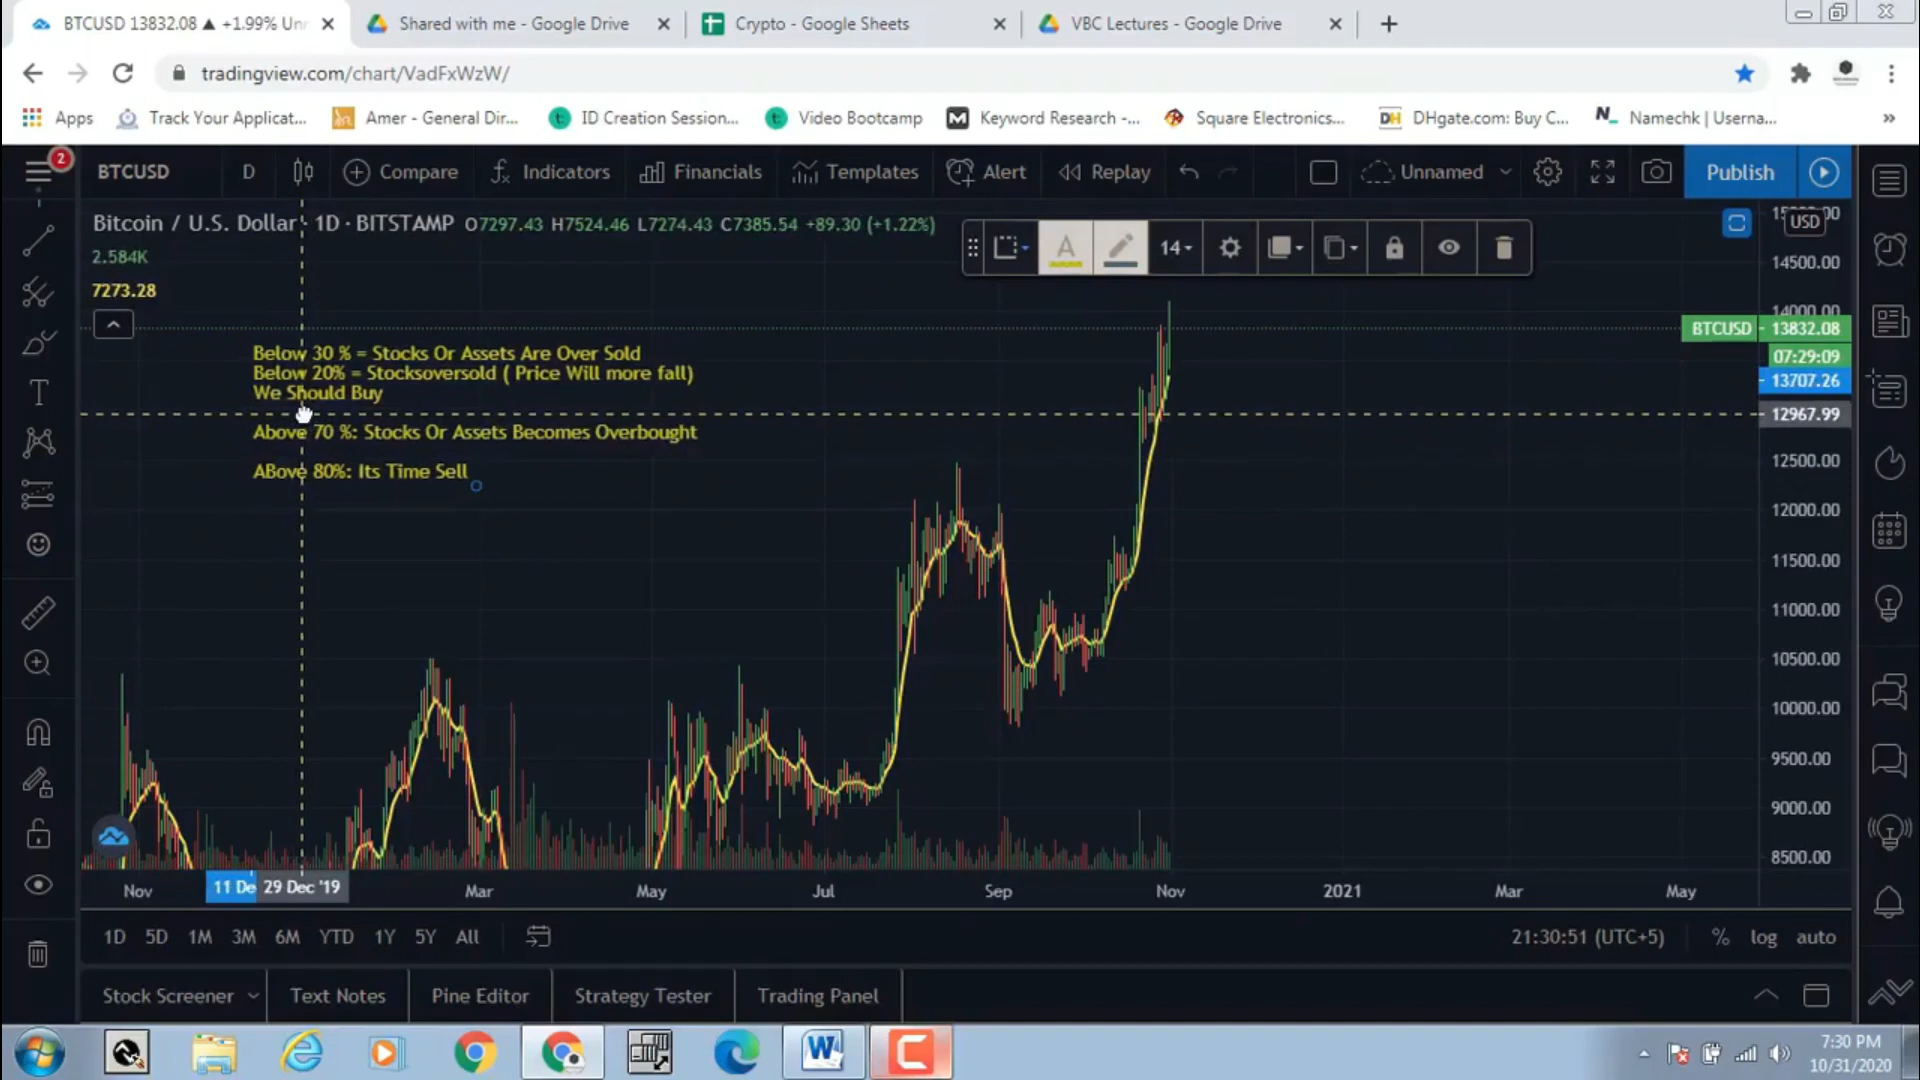 BTCUSD 13832.08 ▲ +1.99% Unr
Shared with me - Google Drive
Crypto - Google Sheets
VBC Lectures - Google Drive
tradingview.com/chart/VadFxWzW/
Apps
Track Your Applicat...
Amer - General Dir...
ID Creation Session...
Video Bootcamp
Keyword Research -...
Square Electronics...
DHgate.com: Buy C...
Namechk | Userna...
2
BTCUSD
D
Compare
Indicators
Financials
Templates
Alert
Replay
Unnamed
Publish
Bitcoin / U.S. Dollar · 1D · BITSTAMP O7297.43 H7524.46 L7274.43 C7385.54 +89.30 (+1.22%)
2.584K
7273.28
14
USD
14500.00
14000.00
BTCUSD 13832.08
07:29:09
13707.26
12967.99
12500.00
12000.00
11500.00
11000.00
10500.00
10000.00
9500.00
9000.00
8500.00
Below 30 % = Stocks Or Assets Are Over Sold
Below 20% = Stocksoversold ( Price Will more fall)
We Should Buy
Above 70 %: Stocks Or Assets Becomes Overbought
ABove 80%: Its Time Sell
Nov 11 De 29 Dec '19 Mar May Jul Sep Nov 2021 Mar May
1D 5D 1M 3M 6M YTD 1Y 5Y All
21:30:51 (UTC+5) % log auto
Stock Screener
Text Notes
Pine Editor
Strategy Tester
Trading Panel
7:30 PM
10/31/2020